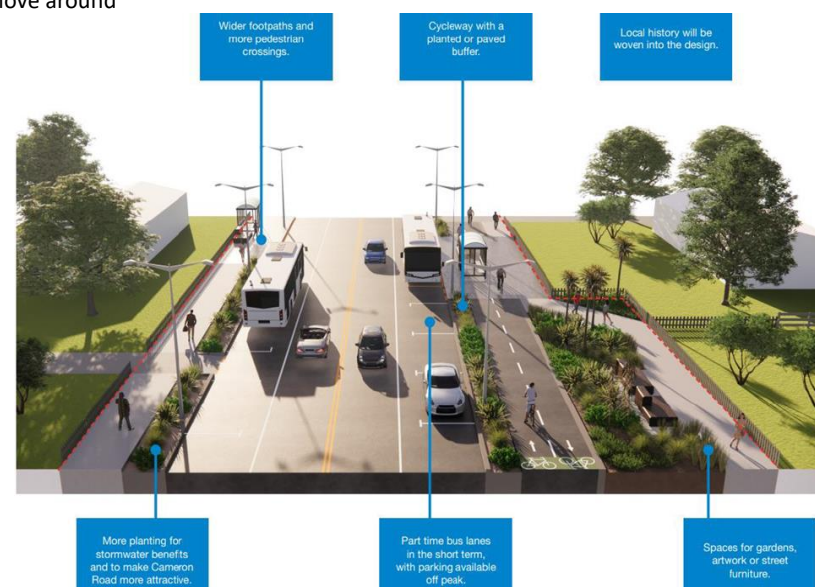 ove around
Wider footpaths and
more pedestrian
crossings.
Cycleway with a
planted or paved
buffer.
Local history will be
woven into the design.
More planting for
stormwater benefits
and to make Cameron
Road more attractive.
Part time bus lanes
in the short term,
with parking available
off peak.
Spaces for gardens,
artwork or street
furniture.